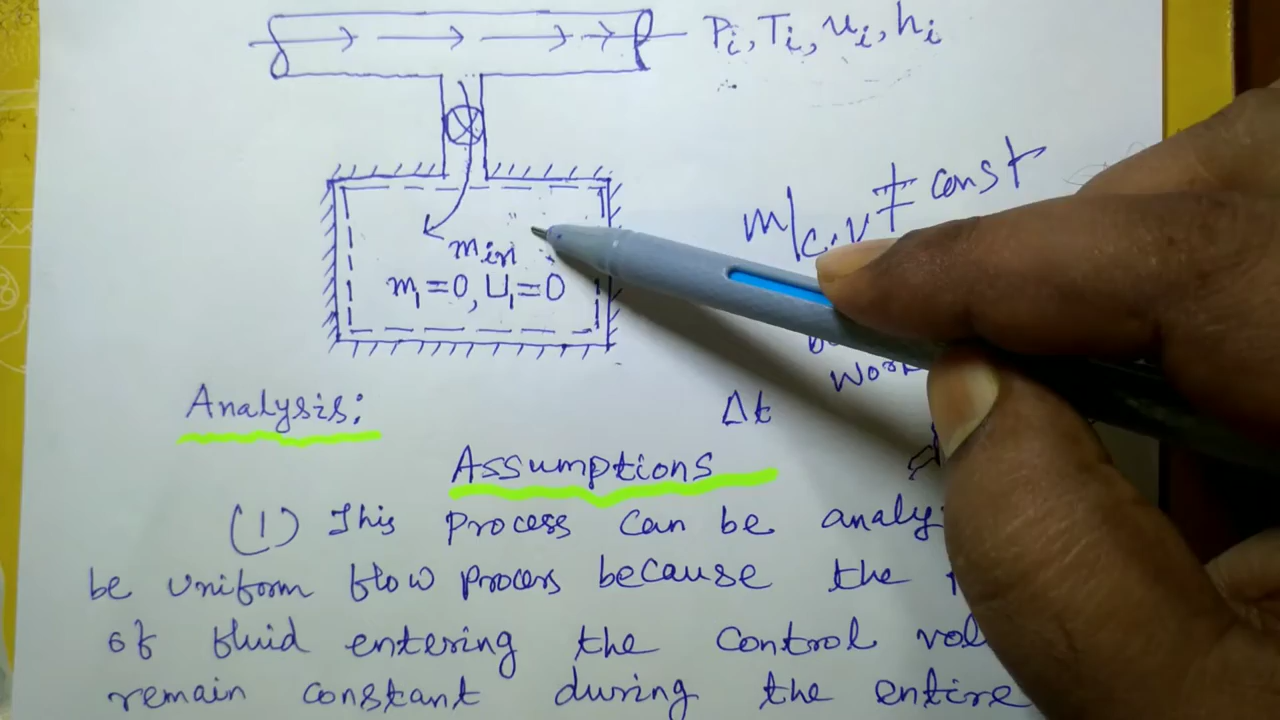 Pi, Ti, ui, hi
m/c.v ≠ const
min
m1=0, U1=0
Work
Analysis:
Δt
Assumptions
(1) This process can be
be uniform flow process because the
of fluid entering the control
remain constant during the entire